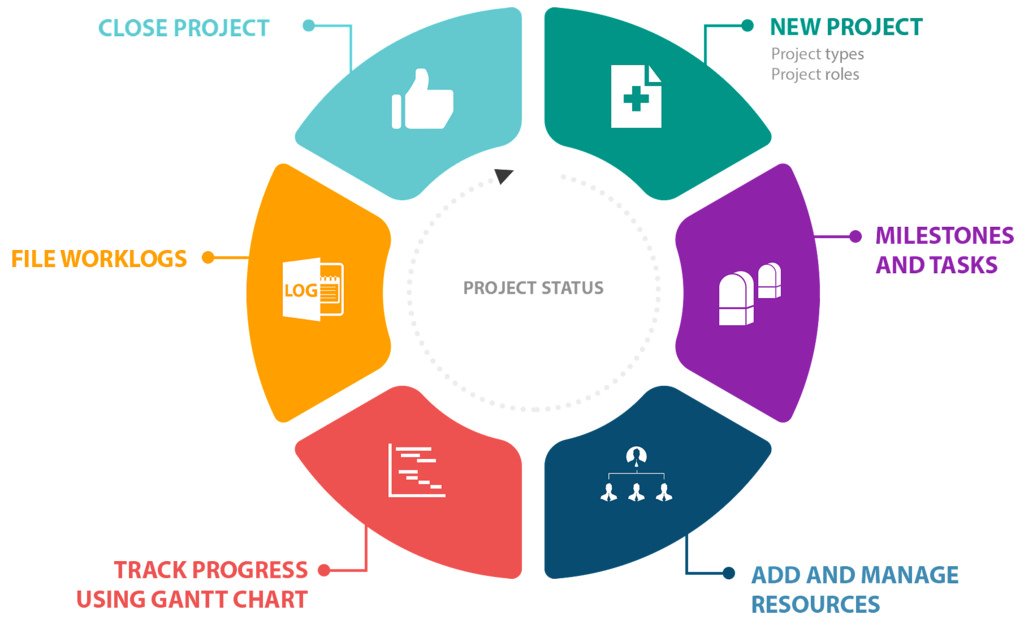 CLOSE PROJECT
NEW PROJECT
Project types
Project roles
MILESTONES
AND TASKS
FILE WORKLOGS
LOG
PROJECT STATUS
TRACK PROGRESS
USING GANTT CHART
ADD AND MANAGE
RESOURCES